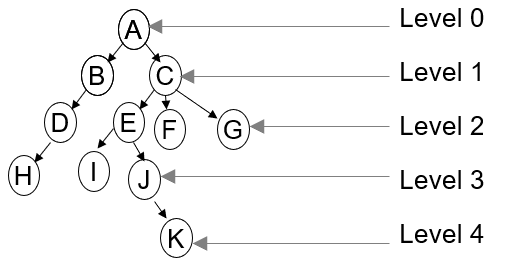 A Level 0
B C Level 1
D E F G Level 2
H I J Level 3
K Level 4